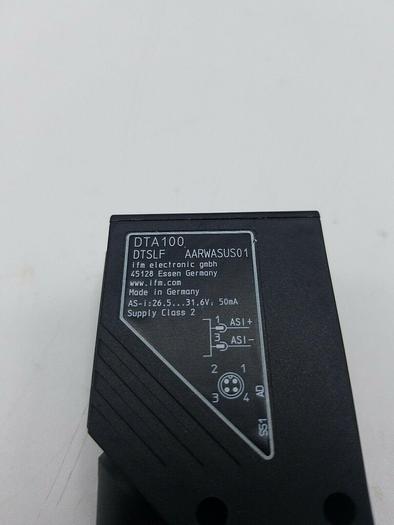 DTA100
DTSLF AARWASUS01
ifm electronic gmbh
45128 Essen Germany
www.ifm.com
Made in Germany
AS-i:26.5...31.6V; 50mA
Supply Class 2
1 ASI+
3 ASI-
2 1
3 4
AD
S51